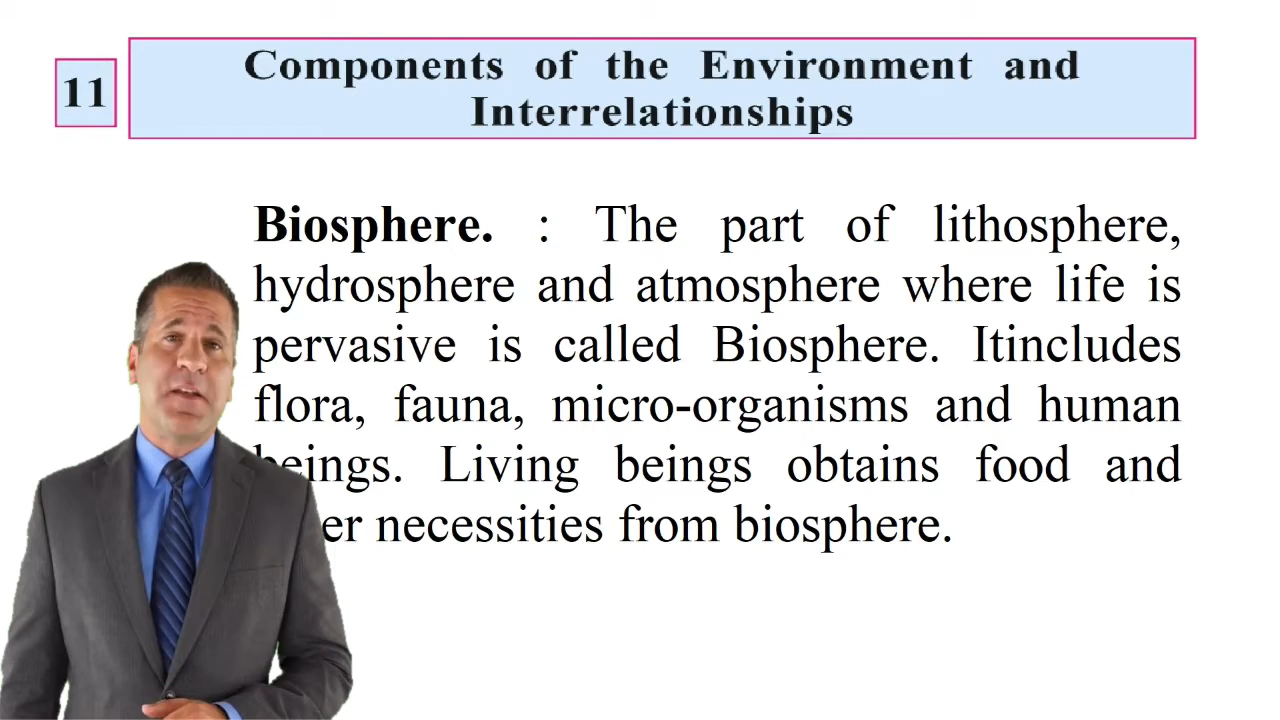 11
Components of the Environment and
Interrelationships
Biosphere. : The part of lithosphere,
hydrosphere and atmosphere where life is
pervasive is called Biosphere. Itincludes
flora, fauna, micro-organisms and human
beings. Living beings obtains food and
necessities from biosphere.